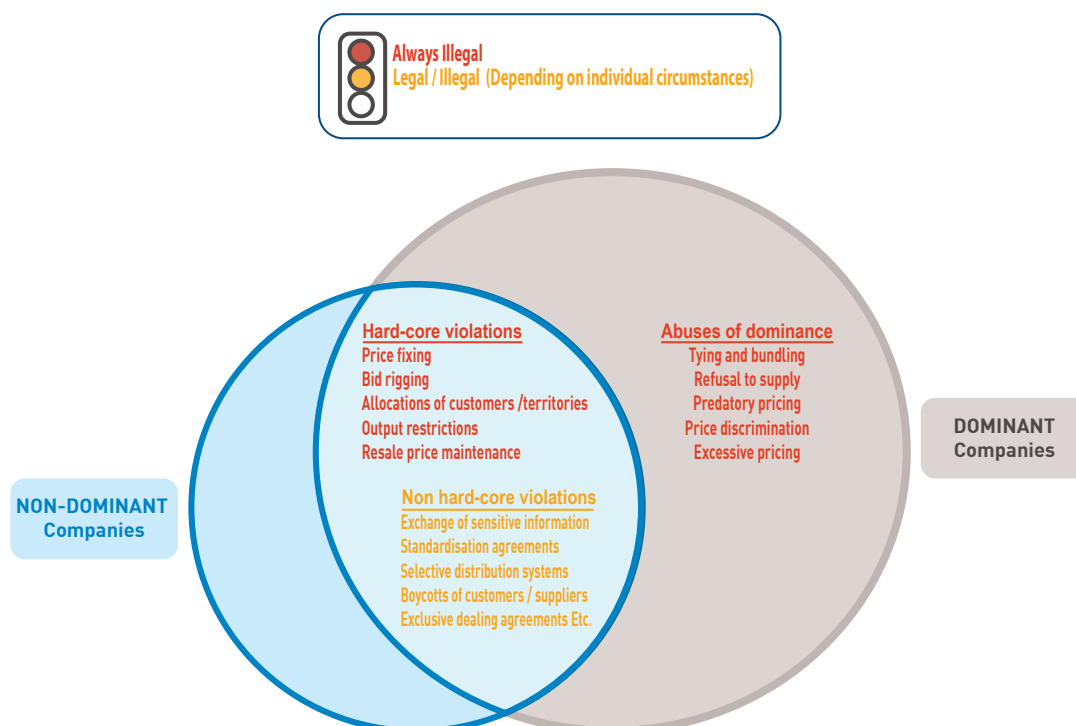 Always Illegal
Legal / Illegal (Depending on individual circumstances)
Hard-core violations
Price fixing
Bid rigging
Allocations of customers /territories
Output restrictions
Resale price maintenance
Non hard-core violations
Exchange of sensitive information
Standardisation agreements
Selective distribution systems
Boycotts of customers / suppliers
Exclusive dealing agreements Etc.
Abuses of dominance
Tying and bundling
Refusal to supply
Predatory pricing
Price discrimination
Excessive pricing
NON-DOMINANT
Companies
DOMINANT
Companies